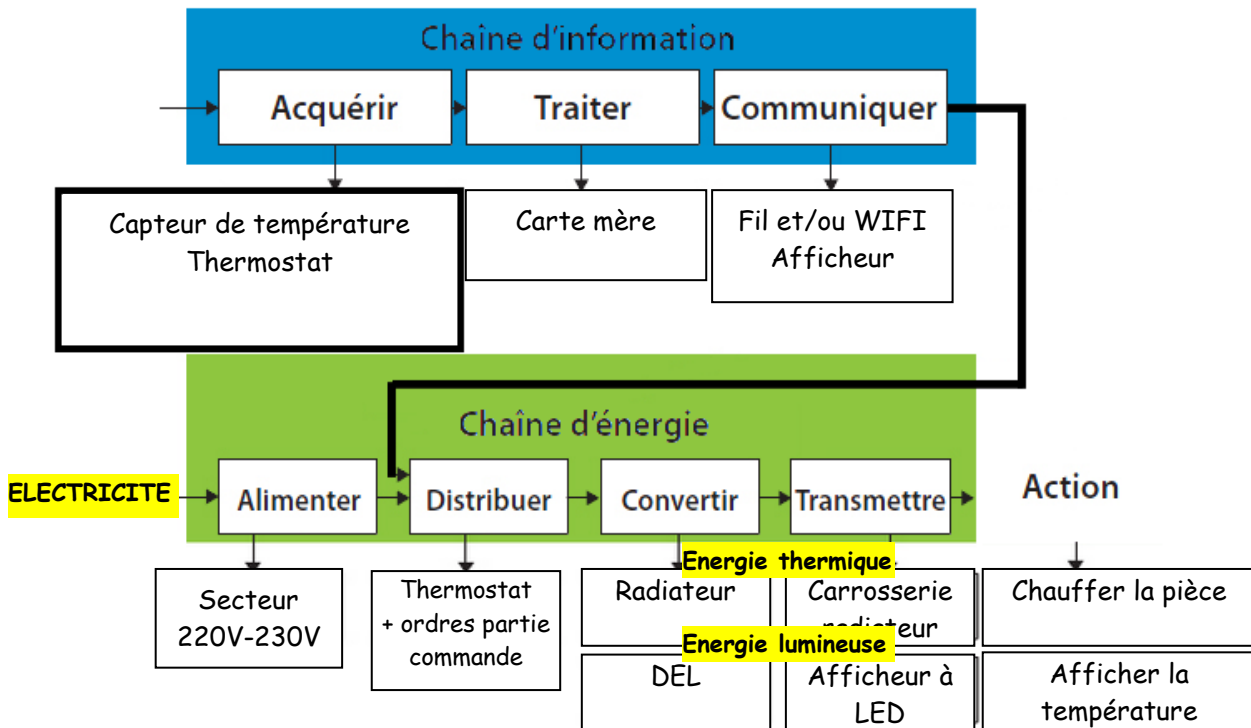 Chaîne d'information
Acquérir
Traiter
Communiquer
Capteur de température
Thermostat
Carte mère
Fil et/ou WIFI
Afficheur
Chaîne d'énergie
ELECTRICITE
Alimenter
Distribuer
Convertir
Transmettre
Action
Secteur
220V-230V
Thermostat
+ ordres partie
commande
Energie thermique
Radiateur
Carrosserie
radiateur
Chauffer la pièce
Energie lumineuse
DEL
Afficheur à
LED
Afficher la
température